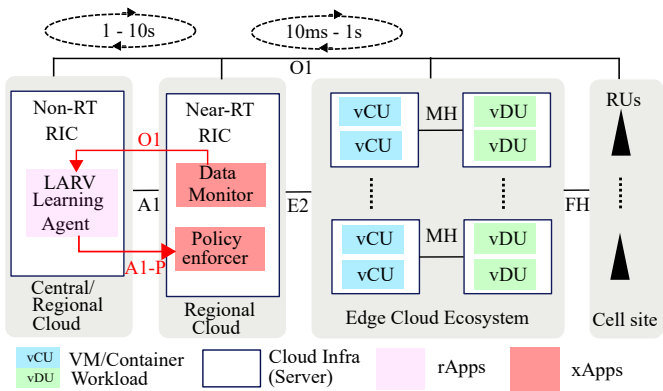 1 - 10s
10ms - 1s
O1
Non-RT
RIC
Near-RT
RIC
RUs
O1
LARV
Learning
Agent
Data
Monitor
Policy
enforcer
A1
A1-P
E2
vCU
vCU
MH
vDU
vDU
vCU
vCU
MH
vDU
vDU
FH
Central/
Regional
Cloud
Regional
Cloud
Edge Cloud Ecosystem
Cell site
vCU
vDU
VM/Container
Workload
Cloud Infra
(Server)
rApps
xApps